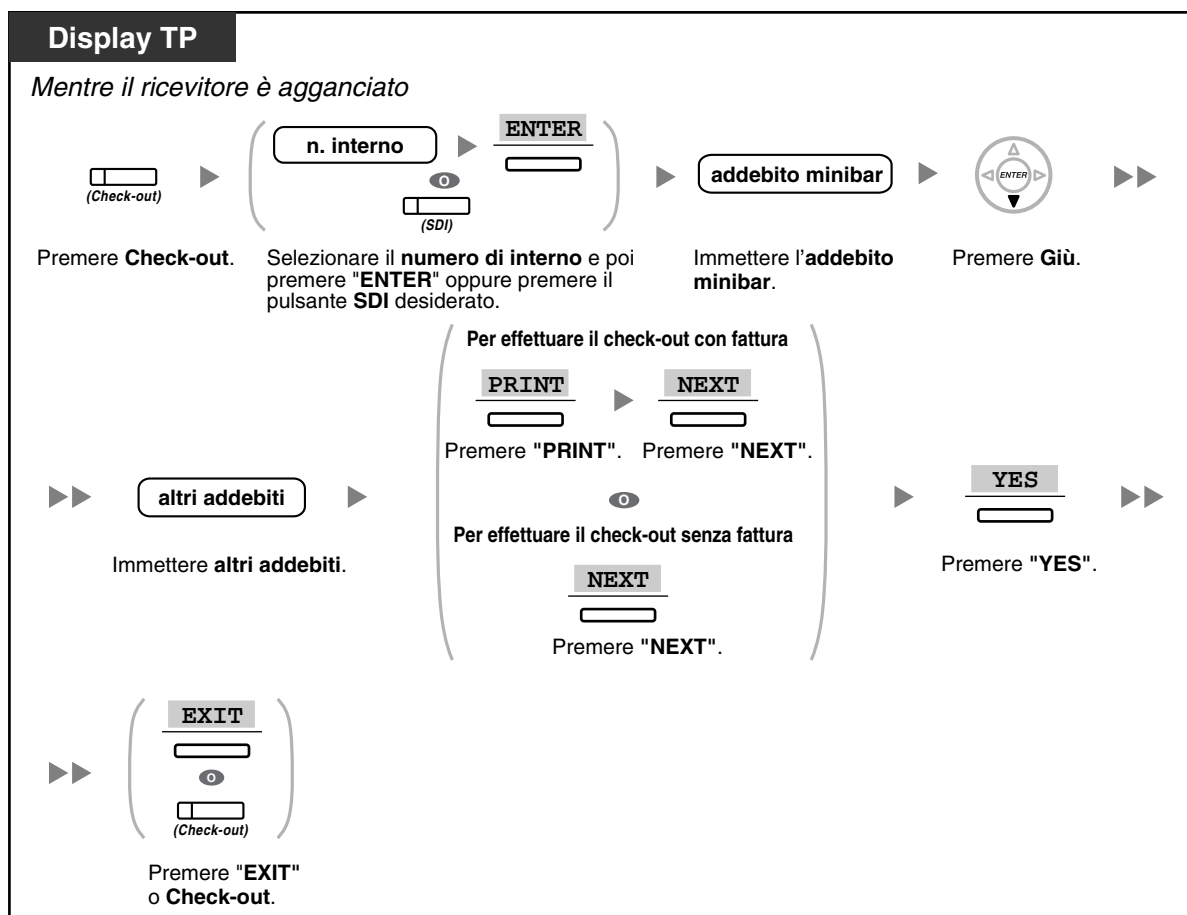 Display TP
Mentre il ricevitore è agganciato
(Check-out)
n. interno
ENTER
o
(SDI)
addebito minibar
ENTER
Premere Check-out.
Selezionare il numero di interno e poi
premere "ENTER" oppure premere il
pulsante SDI desiderato.
Immettere l'addebito
minibar.
Premere Giù.
Per effettuare il check-out con fattura
PRINT
NEXT
Premere "PRINT". Premere "NEXT".
o
Per effettuare il check-out senza fattura
NEXT
Premere "NEXT".
altri addebiti
Immettere altri addebiti.
YES
Premere "YES".
EXIT
o
(Check-out)
Premere "EXIT"
o Check-out.